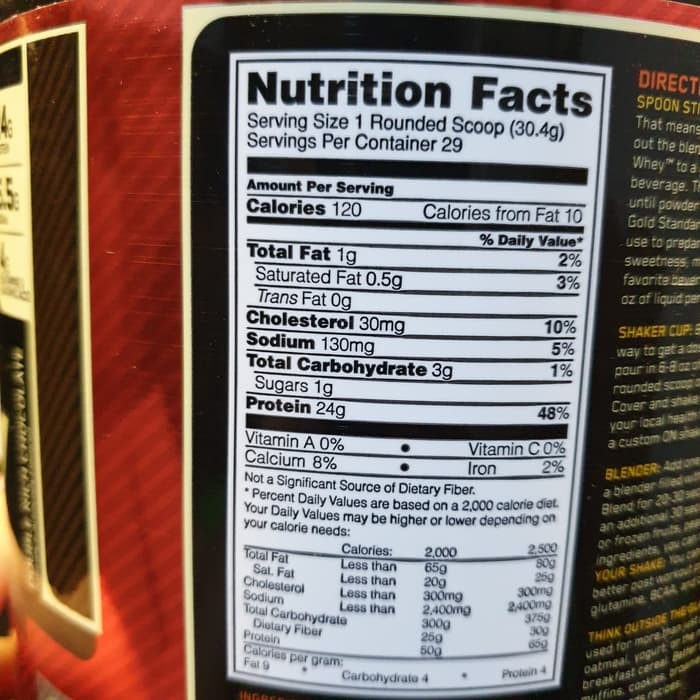 Nutrition Facts
Serving Size 1 Rounded Scoop (30.4g)
Servings Per Container 29
Amount Per Serving
Calories 120 Calories from Fat 10
% Daily Value*
Total Fat 1g 2%
Saturated Fat 0.5g 3%
Trans Fat 0g
Cholesterol 30mg 10%
Sodium 130mg 5%
Total Carbohydrate 3g 1%
Sugars 1g
Protein 24g 48%
Vitamin A 0% • Vitamin C 0%
Calcium 8% • Iron 2%
Not a Significant Source of Dietary Fiber.
* Percent Daily Values are based on a 2,000 calorie diet.
Your Daily Values may be higher or lower depending on
your calorie needs:
Calories: 2,000 2,500
Total Fat Less than 65g 80g
Sat. Fat Less than 20g 25g
Cholesterol Less than 300mg 300mg
Sodium Less than 2,400mg 2,400mg
Total Carbohydrate 300g 375g
Dietary Fiber 25g 30g
Protein 50g 65g
Calories per gram:
Fat 9 • Carbohydrate 4 • Protein 4
SPOON
That means
out the
Whey™ to a
beverage.
until powder
Gold
use to
sweetness,
favorite
oz of liquid
SHAKER CUP:
way to get a
pour in 6-8 oz
rounded
Cover and
your local
a custom ON
BLENDER:
a blender filled
Blend for 20-30
an additional 30
or frozen fruits,
ingredients. You
YOUR SHAKE:
better post
glutamine, BCAA
THINK OUTSIDE THE
used for more than
oatmeal, yogurt, or
breakfast cereal.
muffins, cookies,